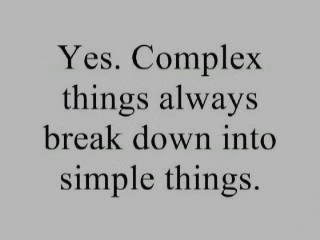 Yes. Complex
things always
break down into
simple things.